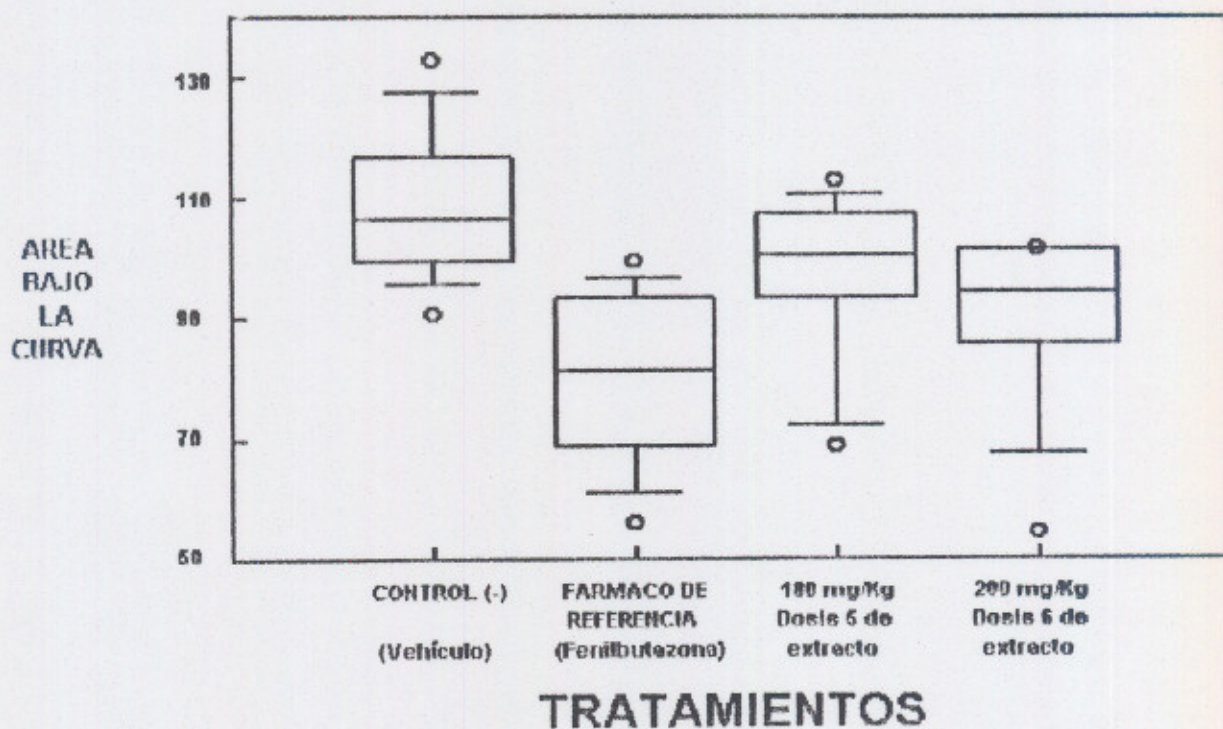 130
110
90
70
50
AREA
BAJO
LA
CURVA
CONTROL (-)
(Vehículo)
FARMACO DE
REFERENCIA
(Fenilbutazona)
180 mg/Kg
Dosis 5 de
extracto
200 mg/Kg
Dosis 6 de
extracto
TRATAMIENTOS